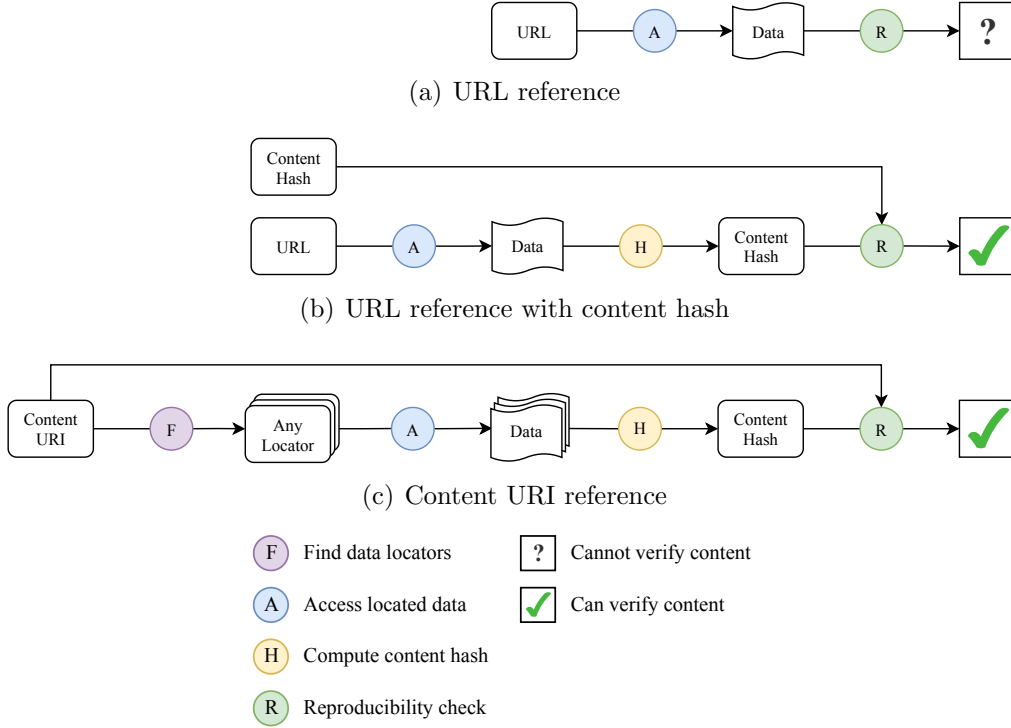 URL A Data R ?
(a) URL reference
Content
Hash
URL A Data H Content
Hash R
(b) URL reference with content hash
Content
URI F Any
Locator A Data H Content
Hash R
(c) Content URI reference
F Find data locators
? Cannot verify content
A Access located data
Can verify content
H Compute content hash
R Reproducibility check